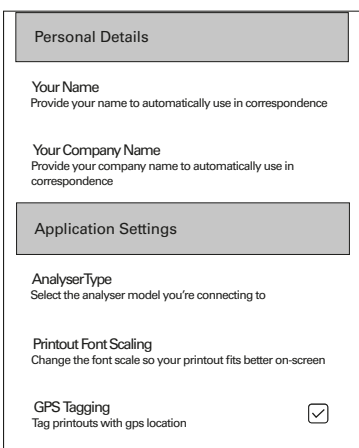 Personal Details
Your Name
Provide your name to automatically use in correspondence
Your Company Name
Provide your company name to automatically use in
correspondence
Application Settings
AnalyserType
Select the analyser model you're connecting to
Printout Font Scaling
Change the font scale so your printout fits better on-screen
GPS Tagging
Tag printouts with gps location